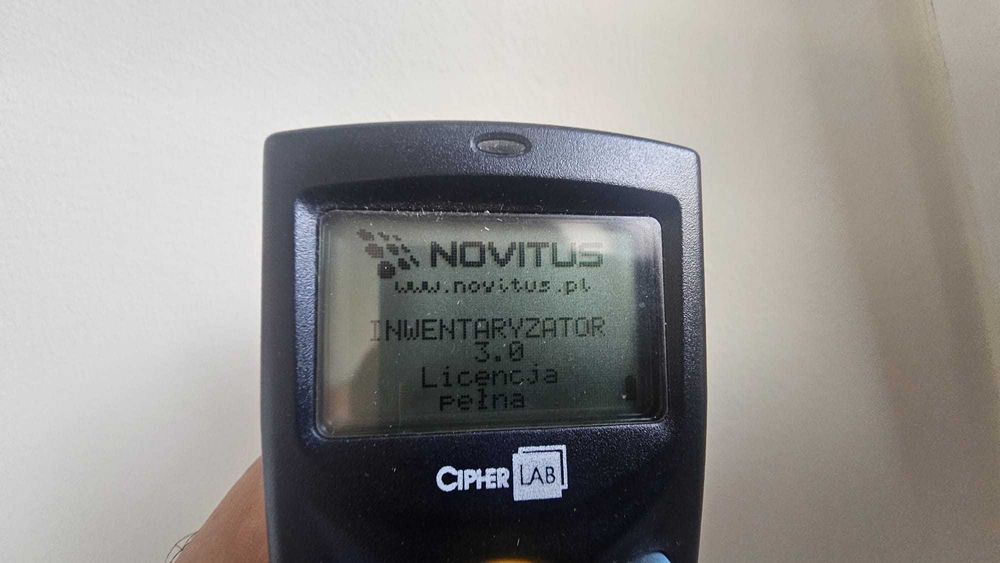 NOVITUS
www.novitus.pl
INWENTARYZATOR
3.0
Licencja
pełna
CIPHER LAB